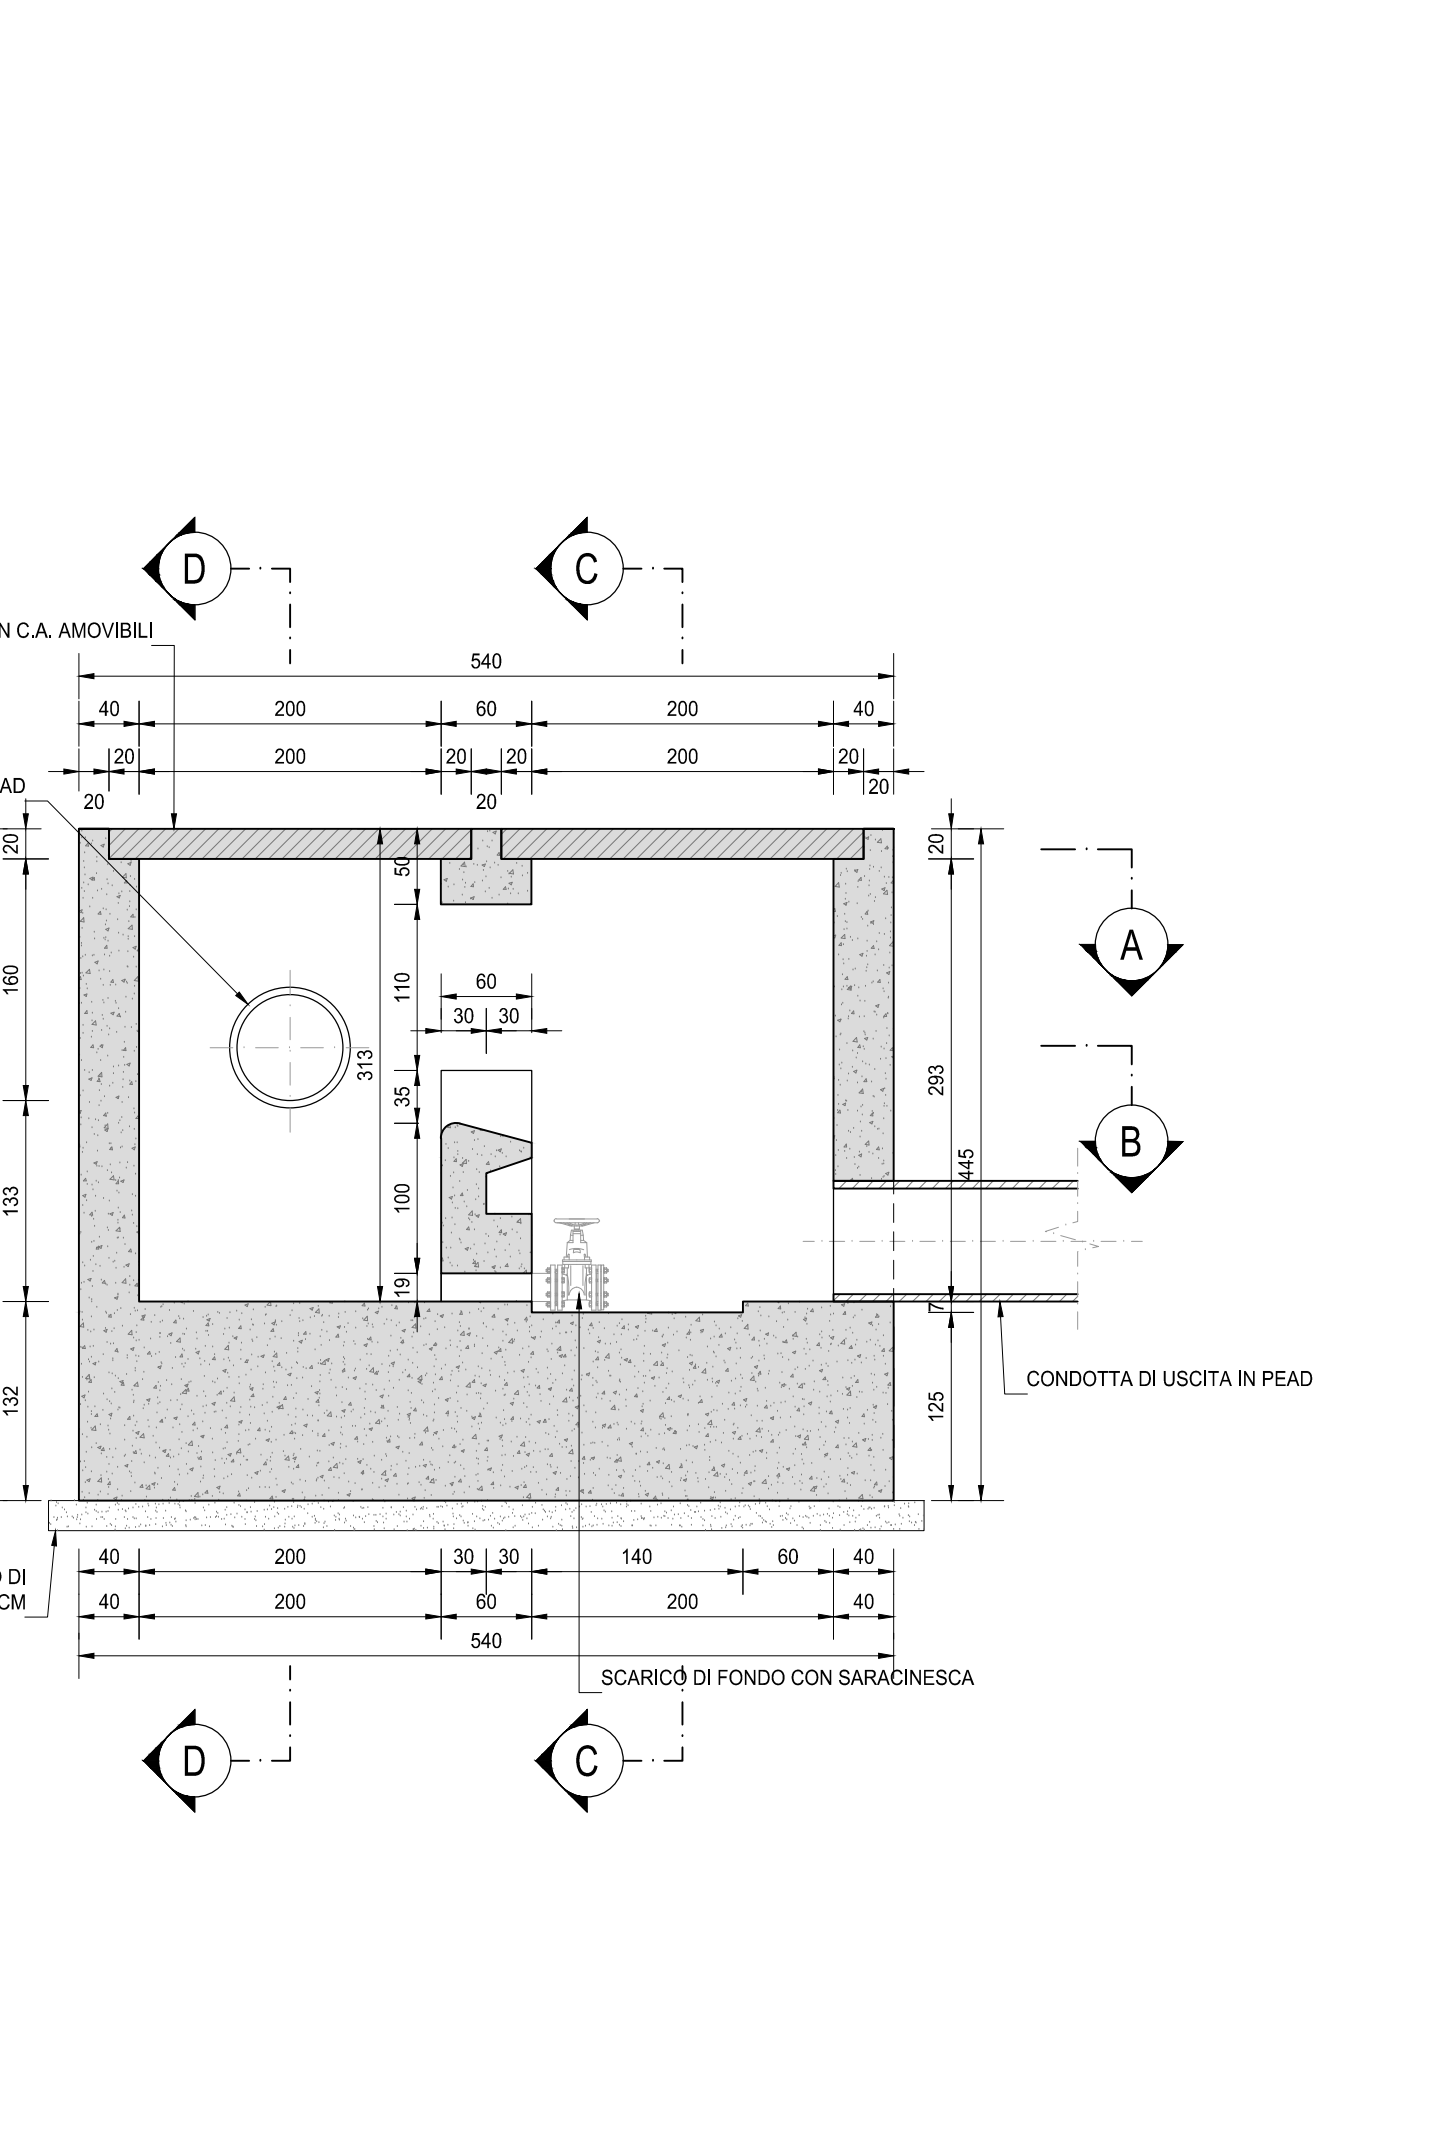 D C
N C.A. AMOVIBILI
540
40 200 60 200 40
20 200 20 20 200 20
20 20 20
AD
20 50 20
160 110 313 293 445
A
60
30 30
35
B
133 100
19
7
132 125
CONDOTTA DI USCITA IN PEAD
40 200 30 30 140 60 40
O DI
CM
40 200 60 200 40
540
SCARICO DI FONDO CON SARACINESCA
D C